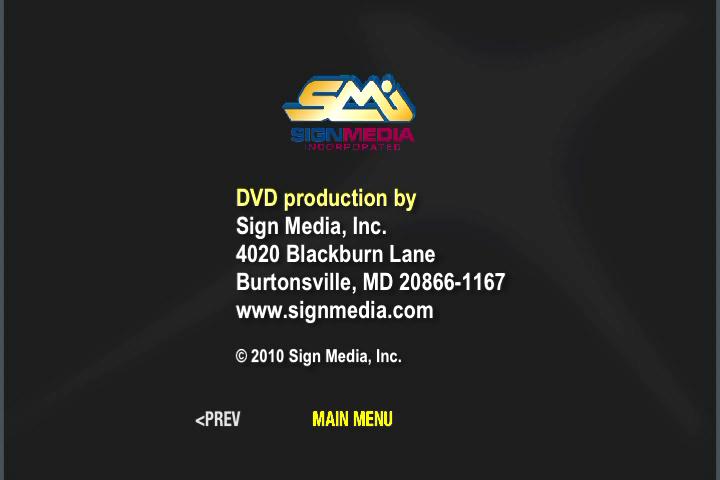 SMi
SIGNMEDIA
INCORPORATED
DVD production by
Sign Media, Inc.
4020 Blackburn Lane
Burtonsville, MD 20866-1167
www.signmedia.com
© 2010 Sign Media, Inc.
<PREV MAIN MENU